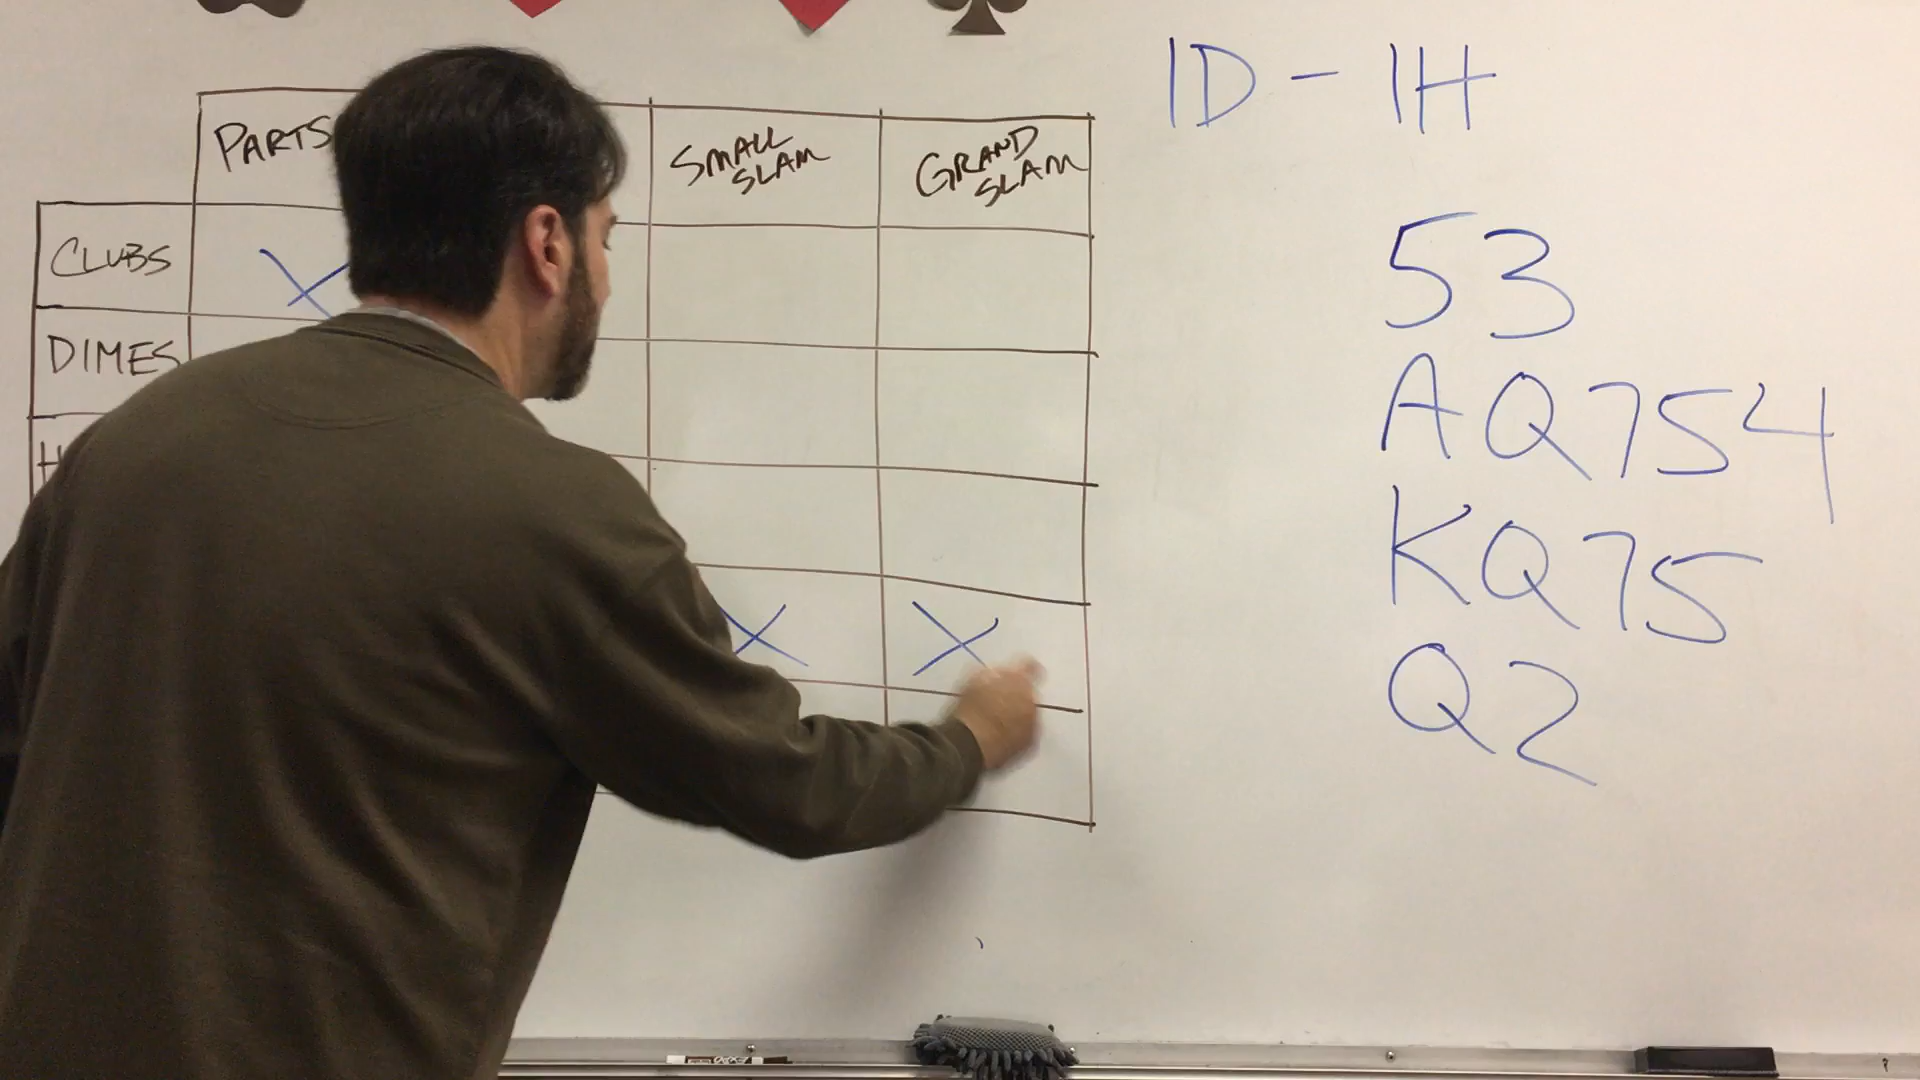 1D - 1H
PARTS
SMALL
SLAM
GRAND
SLAM
CLUBS
X
DIMES
H
X
X
53
AQ754
KQ75
Q2